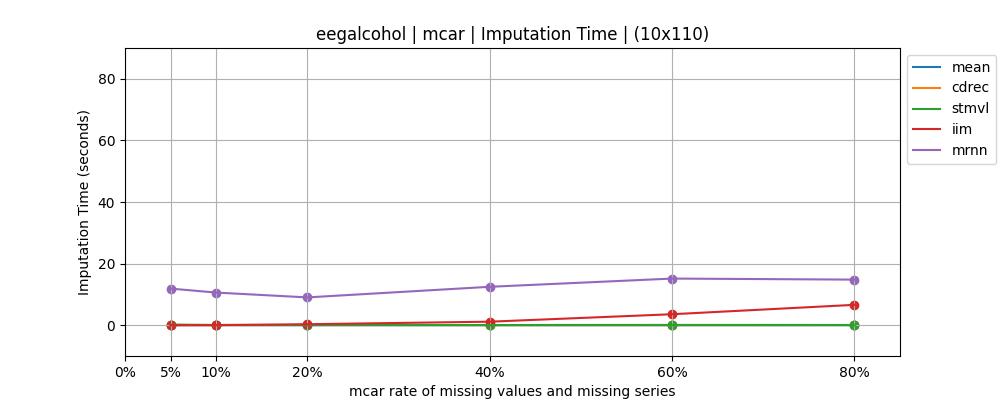 eegalcohol | mcar | Imputation Time | (10x110)
Imputation Time (seconds)
80
60
40
20
0
0% 5% 10% 20% 40% 60% 80%
mcar rate of missing values and missing series
mean
cdrec
stmvl
iim
mrnn